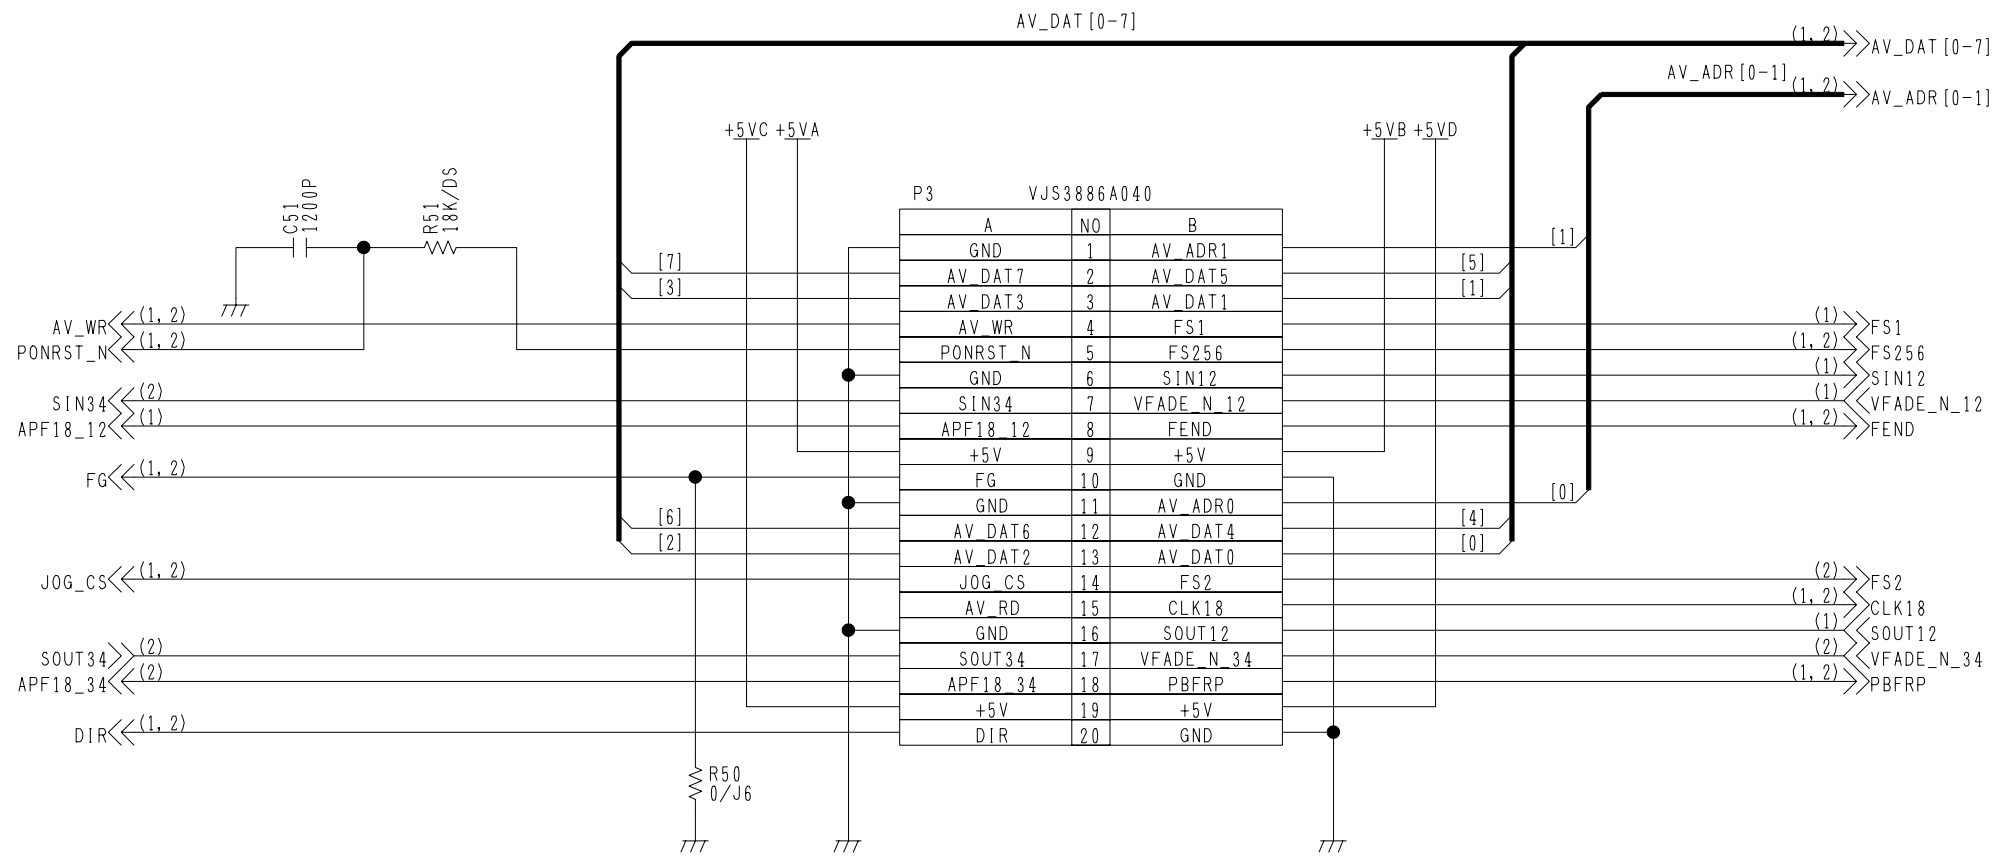 AV_DAT[0-7]
(1, 2) AV_DAT[0-7]
AV_ADR[0-1]
(1, 2) AV_ADR[0-1]
+5VC +5VA
+5VB +5VD
C51
1200P
R51
18K/DS
P3 VJS3886A040
A NO B
GND 1 AV_ADR1 [1]
[7] AV_DAT7 2 AV_DAT5 [5]
[3] AV_DAT3 3 AV_DAT1 [1]
AV_WR (1, 2) AV_WR 4 FS1 (1) FS1
PONRST_N (1, 2) PONRST_N 5 FS256 (1, 2) FS256
GND 6 SIN12 (1) SIN12
SIN34 (2) SIN34 7 VFADE_N_12 (1) VFADE_N_12
APF18_12 (1) APF18_12 8 FEND (1, 2) FEND
+5V 9 +5V
FG (1, 2) FG 10 GND
GND 11 AV_ADR0 [0]
[6] AV_DAT6 12 AV_DAT4 [4]
[2] AV_DAT2 13 AV_DAT0 [0]
JOG_CS (1, 2) JOG_CS 14 FS2 (2) FS2
AV_RD 15 CLK18 (1, 2) CLK18
GND 16 SOUT12 (1) SOUT12
SOUT34 (2) SOUT34 17 VFADE_N_34 (2) VFADE_N_34
APF18_34 (2) APF18_34 18 PBFRP (1, 2) PBFRP
+5V 19 +5V
DIR (1, 2) DIR 20 GND
R50
0/J6